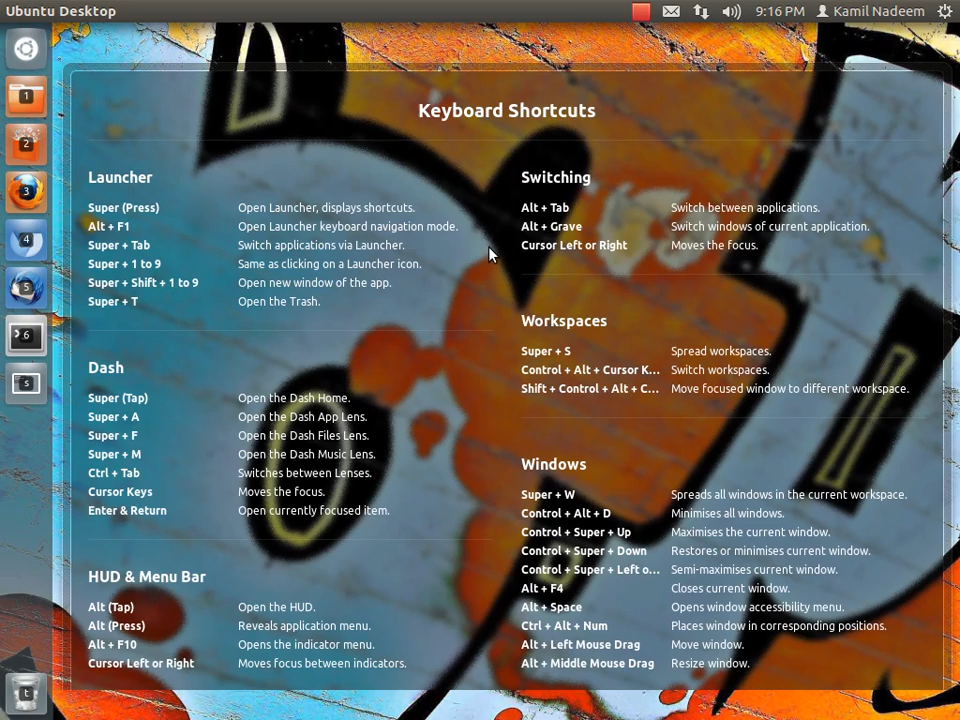 Ubuntu Desktop
9:16 PM Kamil Nadeem
1
2
3
4
5
6
s
t
Keyboard Shortcuts
Launcher
Super (Press) Open Launcher, displays shortcuts.
Alt + F1 Open Launcher keyboard navigation mode.
Super + Tab Switch applications via Launcher.
Super + 1 to 9 Same as clicking on a Launcher icon.
Super + Shift + 1 to 9 Open new window of the app.
Super + T Open the Trash.
Dash
Super (Tap) Open the Dash Home.
Super + A Open the Dash App Lens.
Super + F Open the Dash Files Lens.
Super + M Open the Dash Music Lens.
Ctrl + Tab Switches between Lenses.
Cursor Keys Moves the focus.
Enter & Return Open currently focused item.
HUD & Menu Bar
Alt (Tap) Open the HUD.
Alt (Press) Reveals application menu.
Alt + F10 Opens the indicator menu.
Cursor Left or Right Moves focus between indicators.
Switching
Alt + Tab Switch between applications.
Alt + Grave Switch windows of current application.
Cursor Left or Right Moves the focus.
Workspaces
Super + S Spread workspaces.
Control + Alt + Cursor K... Switch workspaces.
Shift + Control + Alt + C... Move focused window to different workspace.
Windows
Super + W Spreads all windows in the current workspace.
Control + Alt + D Minimises all windows.
Control + Super + Up Maximises the current window.
Control + Super + Down Restores or minimises current window.
Control + Super + Left o... Semi-maximises current window.
Alt + F4 Closes current window.
Alt + Space Opens window accessibility menu.
Ctrl + Alt + Num Places window in corresponding positions.
Alt + Left Mouse Drag Move window.
Alt + Middle Mouse Drag Resize window.